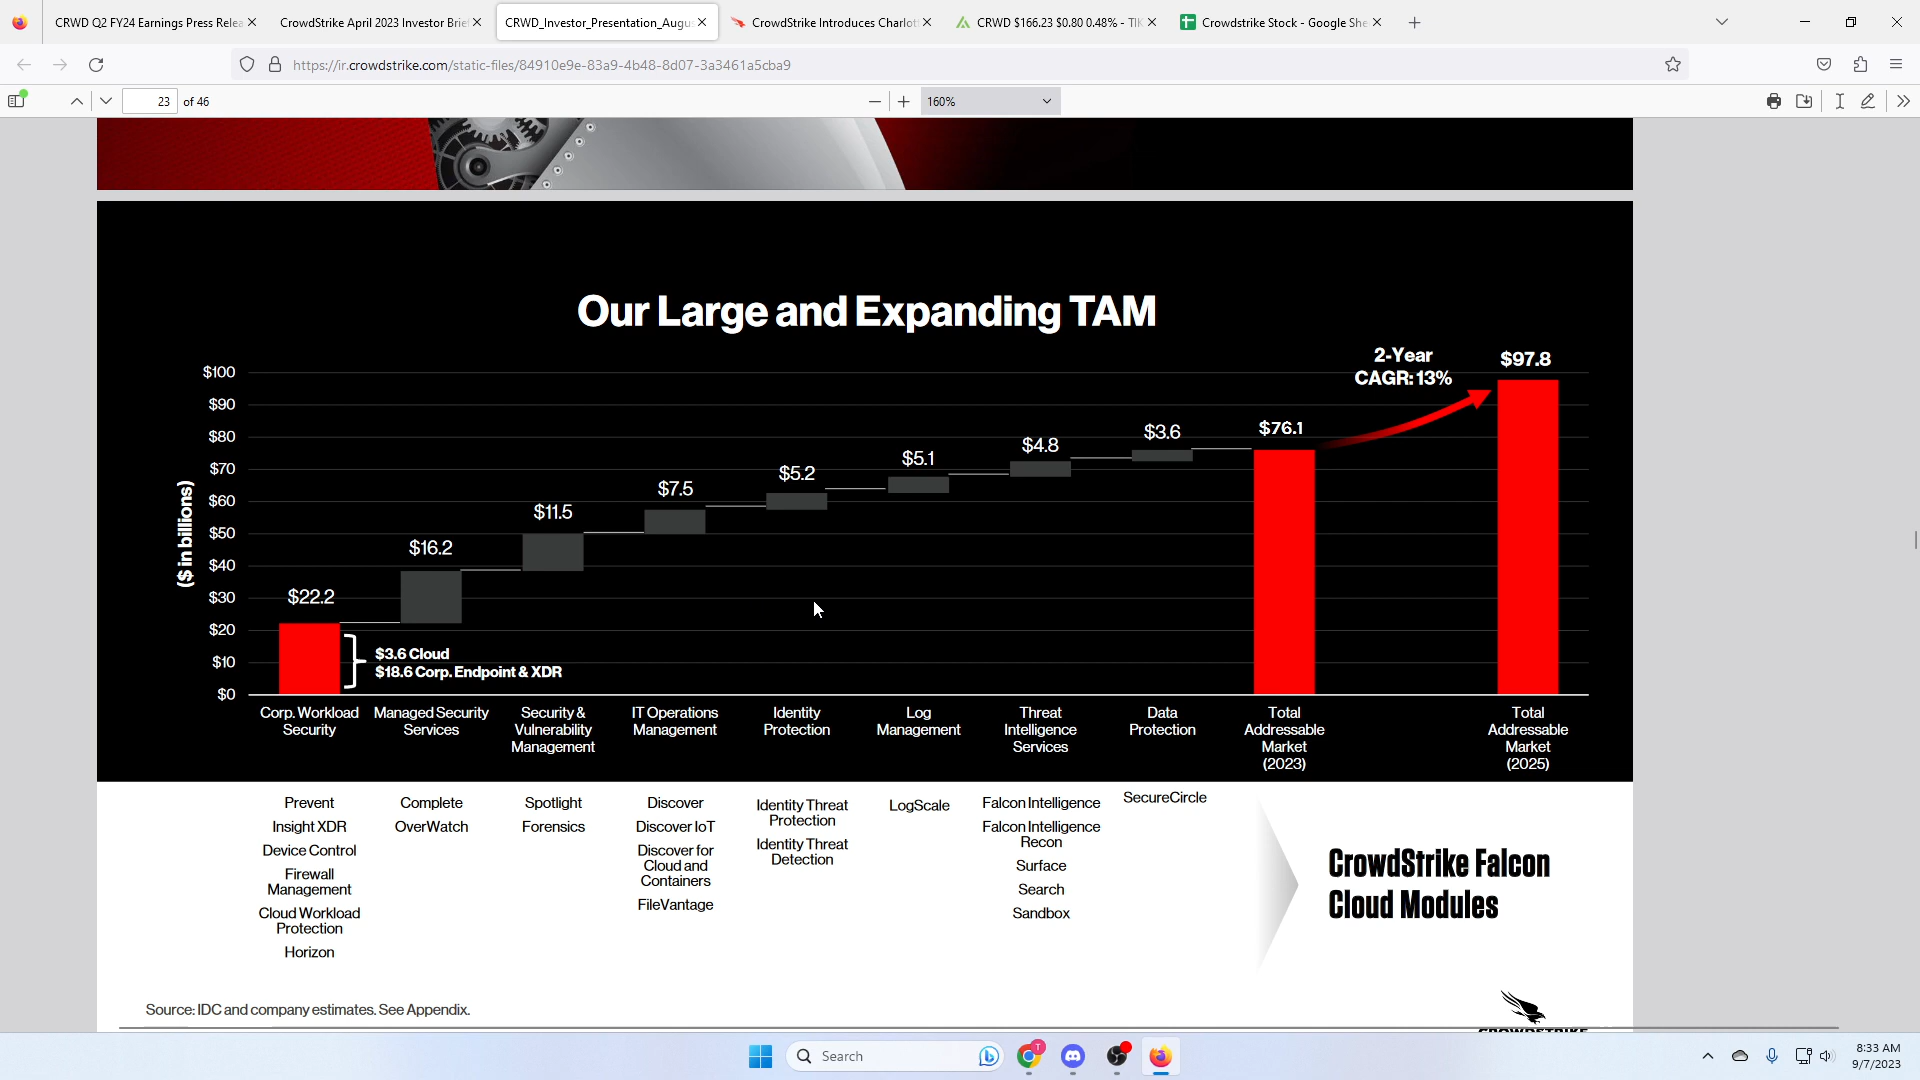 CRWD Q2 FY24 Earnings Press Relea
CrowdStrike April 2023 Investor Brief
CRWD_Investor_Presentation_Augus
CrowdStrike Introduces Charlot
CRWD $166.23 $0.80 0.48% - TIK
Crowdstrike Stock - Google She
https://ir.crowdstrike.com/static-files/84910e9e-83a9-4b48-8d07-3a3461a5cba9
23 of 46
160%
Our Large and Expanding TAM
2-Year
CAGR: 13%
$97.8
$100
$90
$80
$70
$60
$50
$40
$30
$20
$10
$0
($ in billions)
$22.2
$16.2
$11.5
$7.5
$5.2
$5.1
$4.8
$3.6
$76.1
$3.6 Cloud
$18.6 Corp. Endpoint & XDR
Corp. Workload
Security
Managed Security
Services
Security &
Vulnerability
Management
IT Operations
Management
Identity
Protection
Log
Management
Threat
Intelligence
Services
Data
Protection
Total
Addressable
Market
(2023)
Total
Addressable
Market
(2025)
Prevent
Insight XDR
Device Control
Firewall
Management
Cloud Workload
Protection
Horizon
Complete
OverWatch
Spotlight
Forensics
Discover
Discover IoT
Discover for
Cloud and
Containers
FileVantage
Identity Threat
Protection
Identity Threat
Detection
LogScale
Falcon Intelligence
Falcon Intelligence
Recon
Surface
Search
Sandbox
SecureCircle
CrowdStrike Falcon
Cloud Modules
Source: IDC and company estimates. See Appendix.
CROWDSTRIKE
Search
T
8:33 AM
9/7/2023